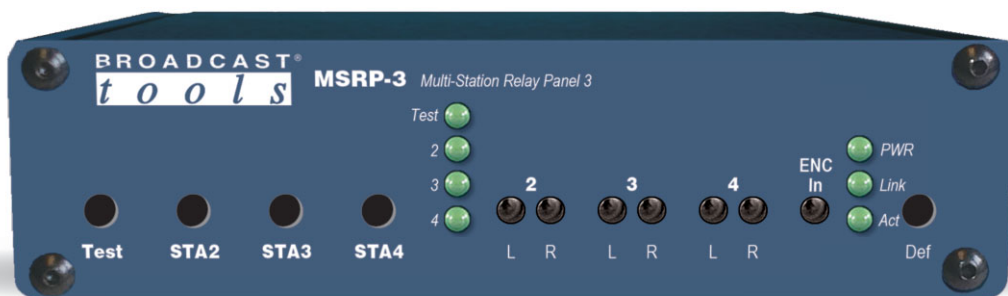 BROADCAST®
tools
MSRP-3 Multi-Station Relay Panel 3
Test
2
3
4
2 3 4
ENC
In
PWR
Link
Act
Test STA2 STA3 STA4
L R L R L R
Def